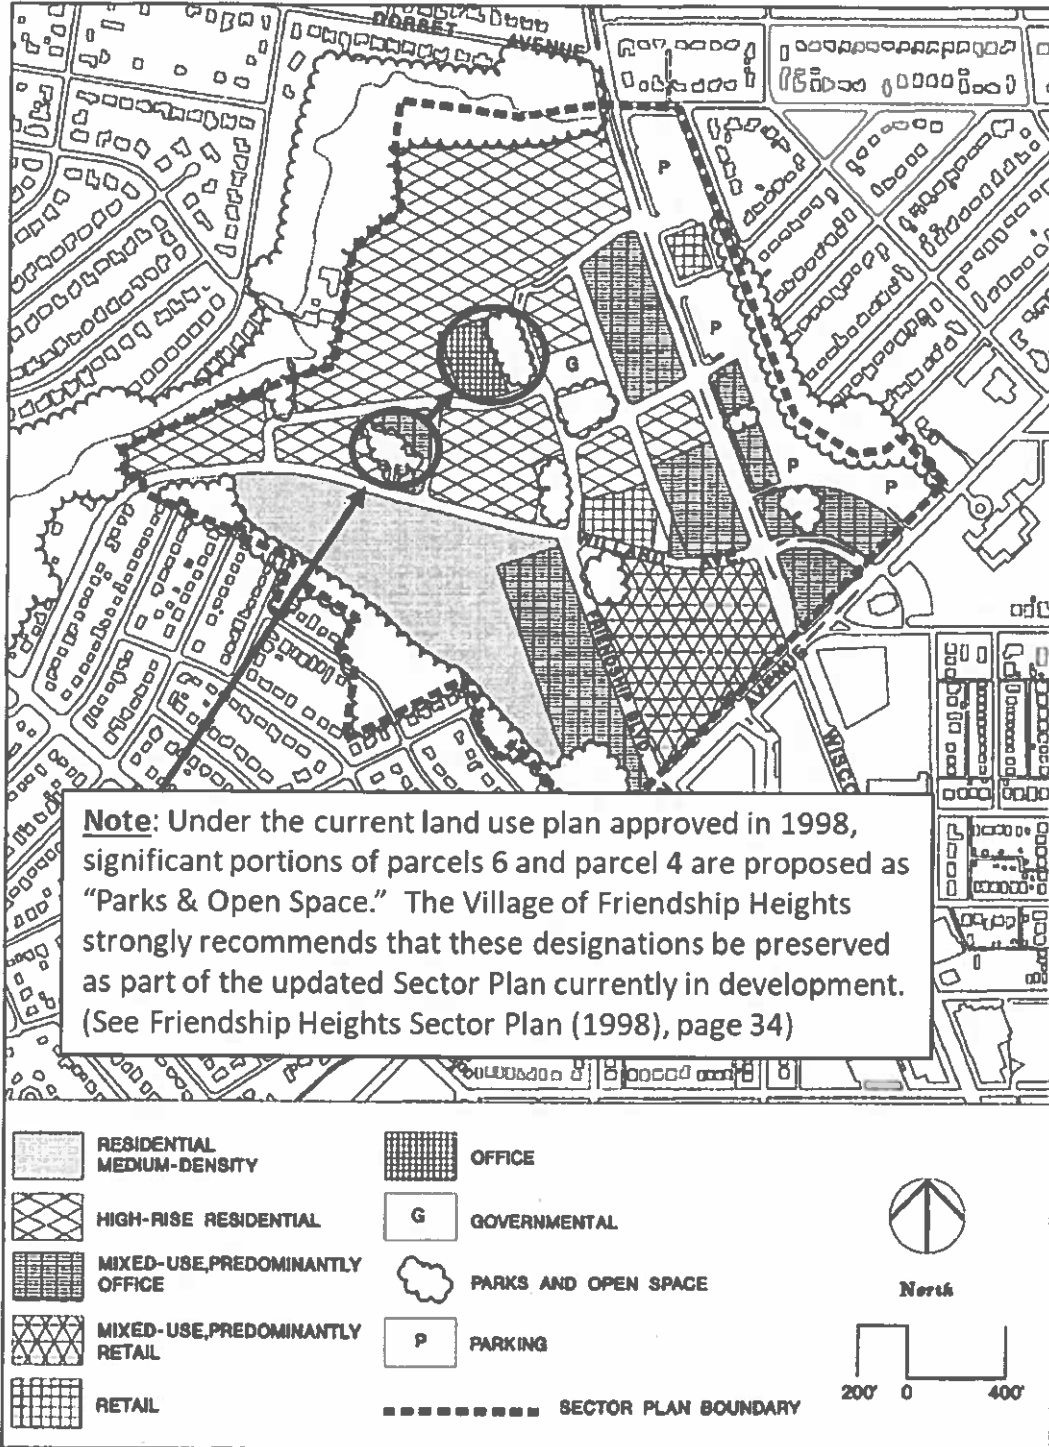 DORSET AVENUE
P
P
G
P
P
WILLARD AVE.
FRIENDSHIP BLVD
AVENUE
Note: Under the current land use plan approved in 1998,
significant portions of parcels 6 and parcel 4 are proposed as
“Parks & Open Space.” The Village of Friendship Heights
strongly recommends that these designations be preserved
as part of the updated Sector Plan currently in development.
(See Friendship Heights Sector Plan (1998), page 34)
RESIDENTIAL
MEDIUM-DENSITY
HIGH-RISE RESIDENTIAL
MIXED-USE,PREDOMINANTLY
OFFICE
MIXED-USE,PREDOMINANTLY
RETAIL
RETAIL
OFFICE
G GOVERNMENTAL
PARKS AND OPEN SPACE
P PARKING
SECTOR PLAN BOUNDARY
North
200' 0 400'